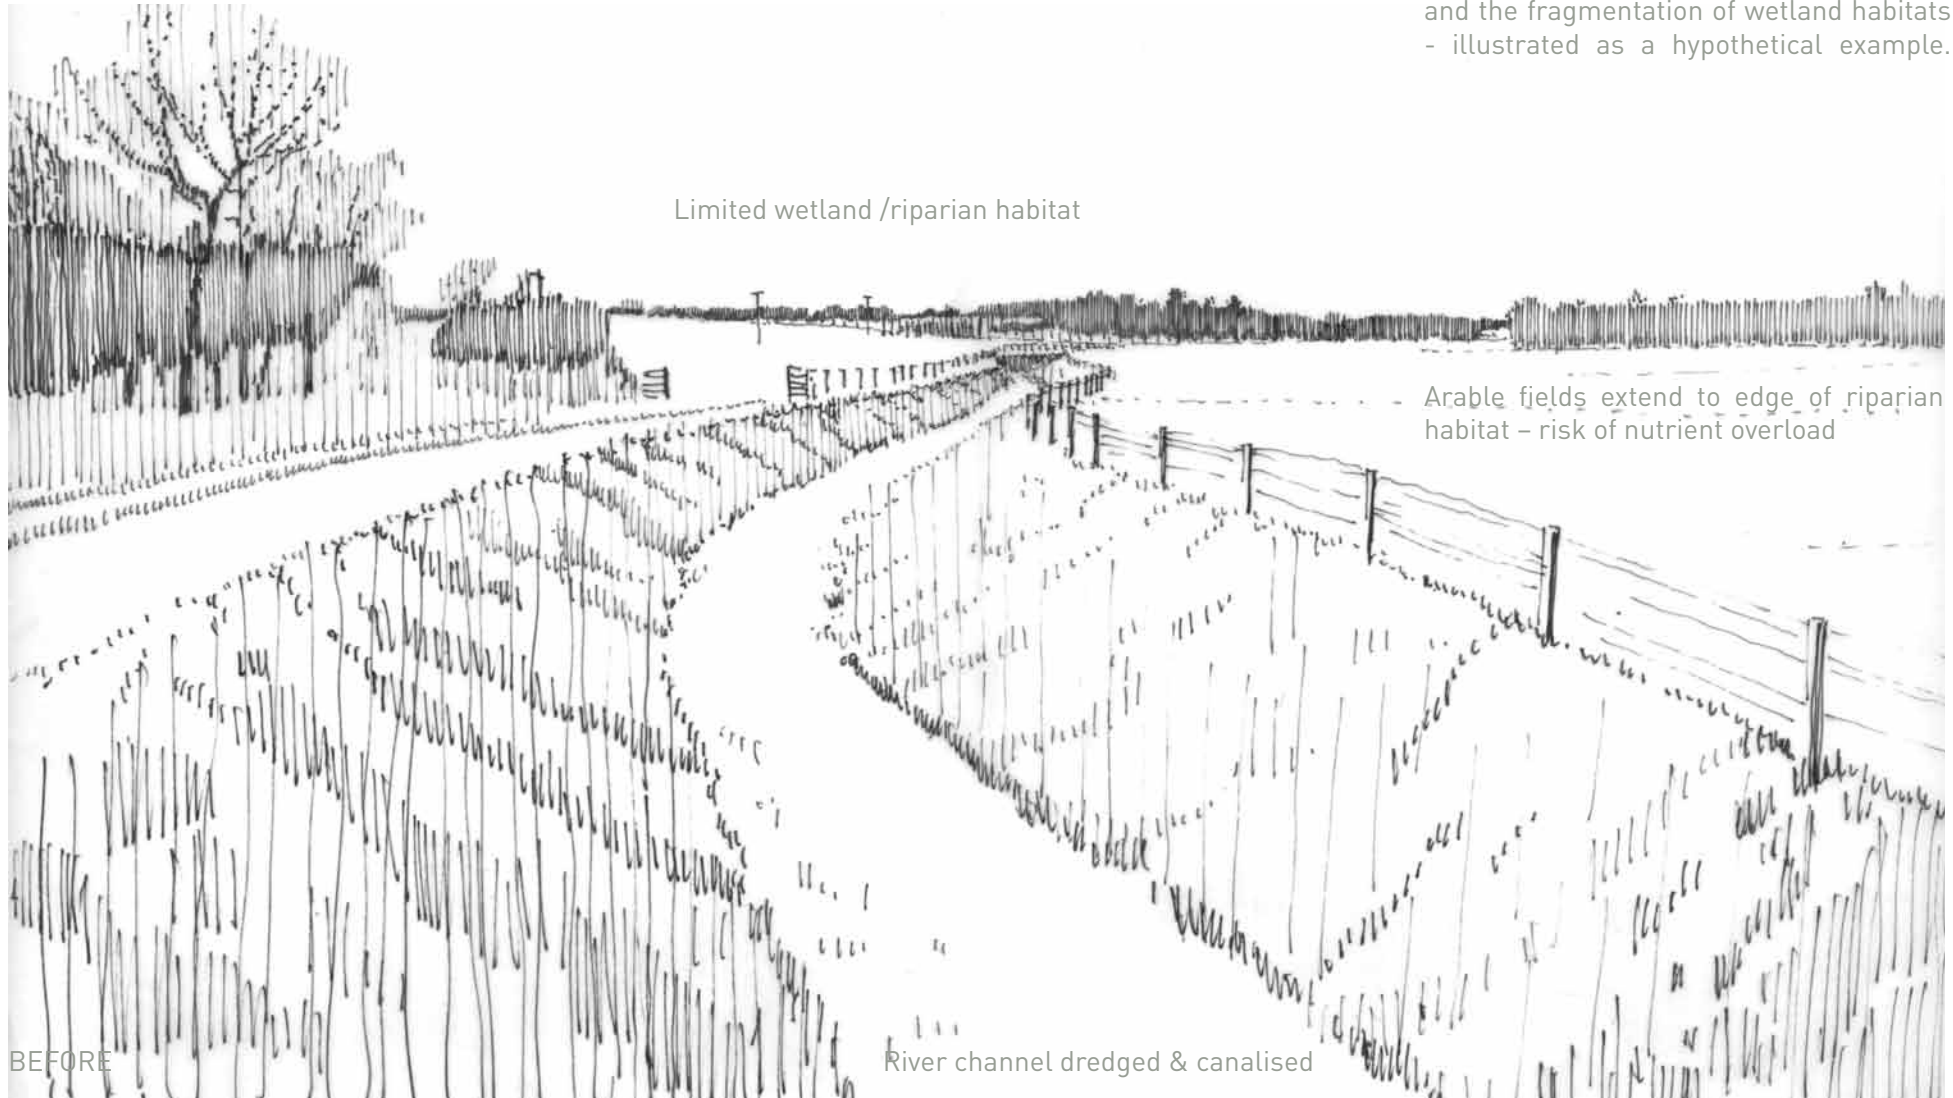 and the fragmentation of wetland habitats
- illustrated as a hypothetical example.
Limited wetland /riparian habitat
Arable fields extend to edge of riparian
habitat – risk of nutrient overload
BEFORE
River channel dredged & canalised